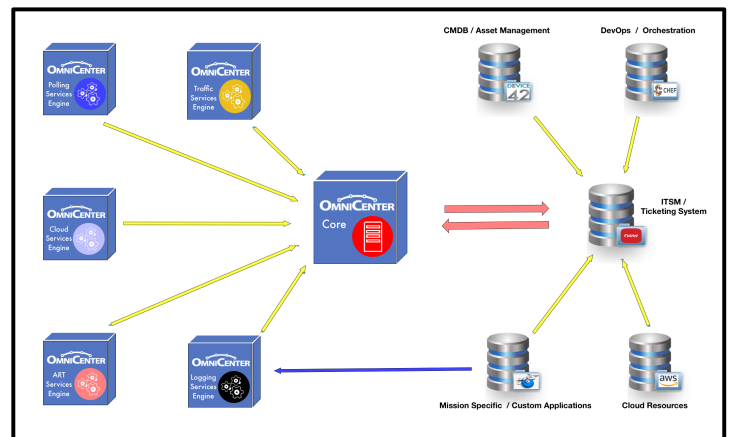 CMDB / Asset Management
DevOps / Orchestration
OMNICENTER
Polling
Services
Engine
OMNICENTER
Traffic
Services
Engine
DEVICE
42
CHEF
OMNICENTER
Core
ITSM /
Ticketing System
now
OMNICENTER
Cloud
Services
Engine
OMNICENTER
ART
Services
Engine
OMNICENTER
Logging
Services
Engine
aws
Mission Specific / Custom Applications
Cloud Resources